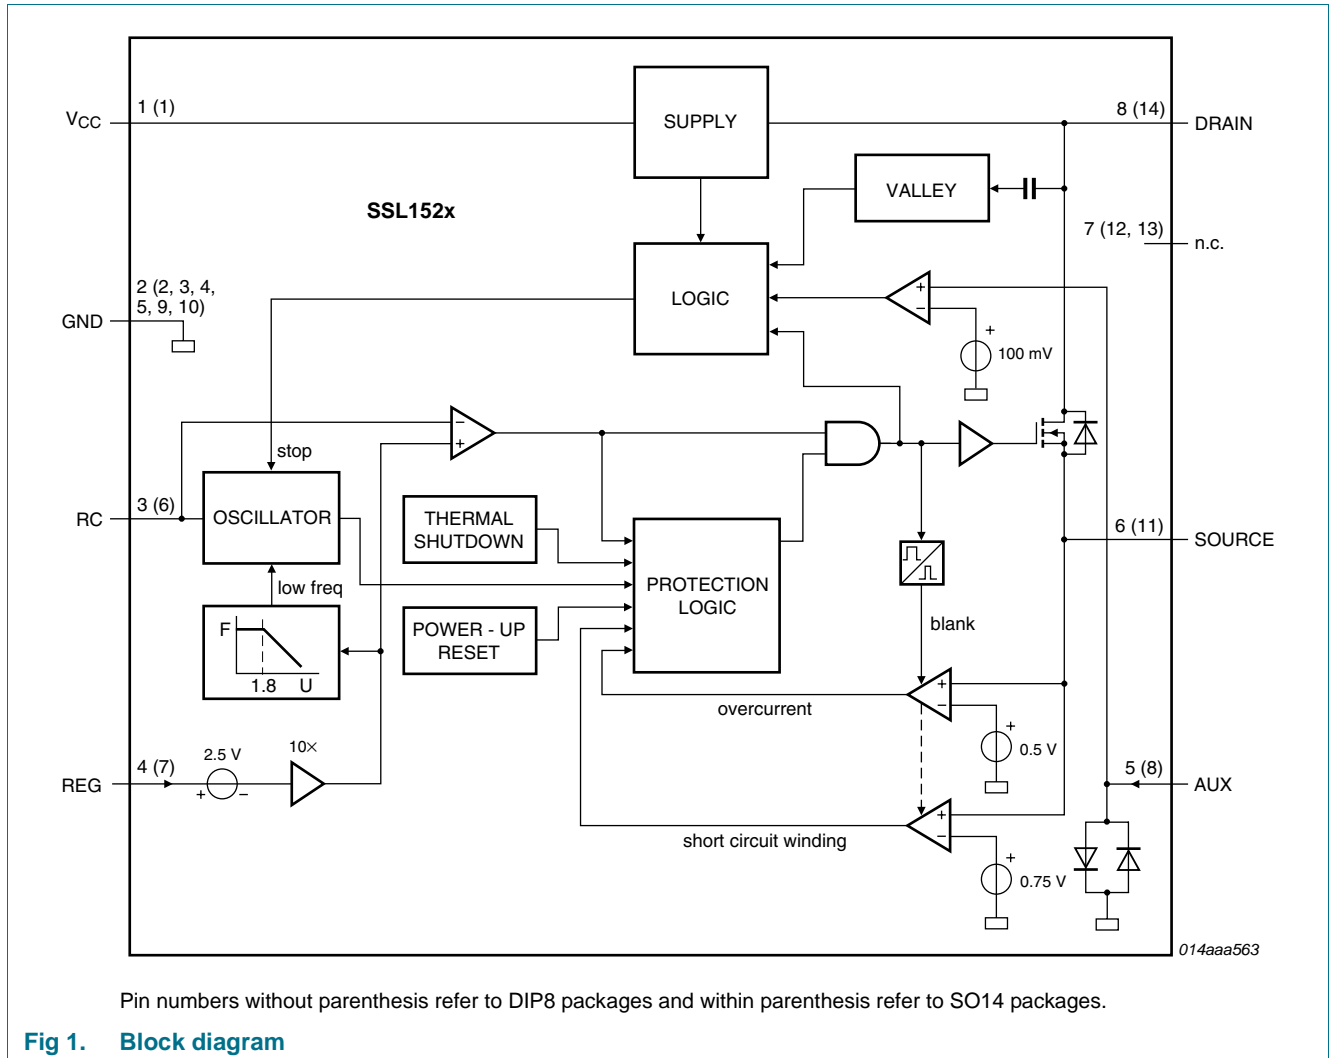 1 (1)
VCC
SUPPLY
8 (14)
DRAIN
VALLEY
SSL152x
7 (12, 13)
n.c.
2 (2, 3, 4,
5, 9, 10)
GND
LOGIC
+
−
+
100 mV
stop
−
+
3 (6)
RC
OSCILLATOR
THERMAL
SHUTDOWN
6 (11)
SOURCE
low freq
PROTECTION
LOGIC
F
1.8
U
POWER - UP
RESET
blank
overcurrent
+
−
+
0.5 V
2.5 V
10×
4 (7)
REG
+
−
5 (8)
AUX
short circuit winding
+
−
+
0.75 V
014aaa563
Pin numbers without parenthesis refer to DIP8 packages and within parenthesis refer to SO14 packages.
Fig 1. Block diagram